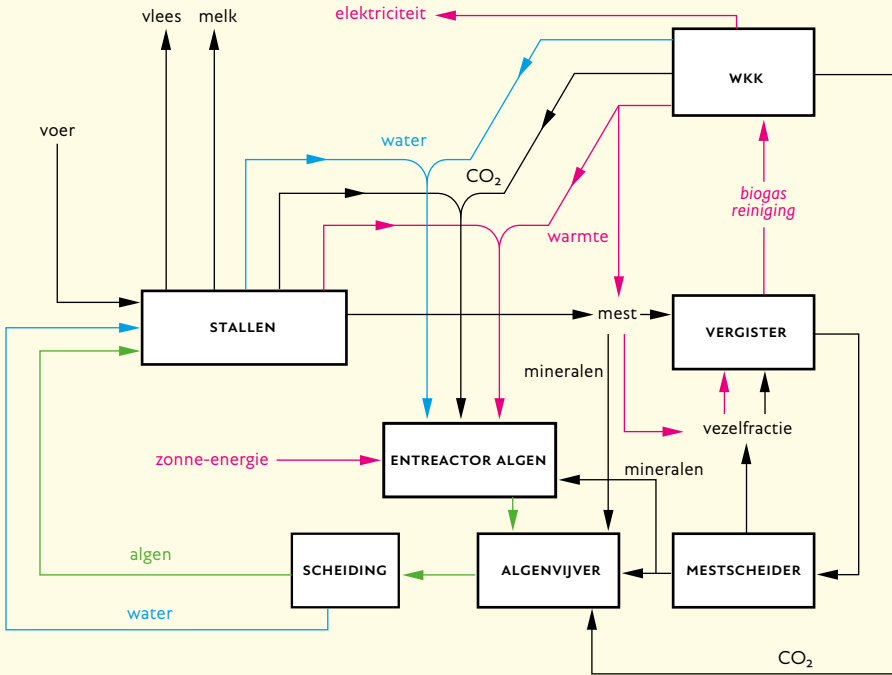 elektriciteit
vlees
melk
WKK
voer
water
CO₂
biogas
reiniging
warmte
STALLEN
mest
VERGISTER
mineralen
vezelfractie
zonne-energie
ENTREACTOR ALGEN
mineralen
algen
SCHEIDING
ALGENVIJVER
MESTSCHEIDER
water
CO₂